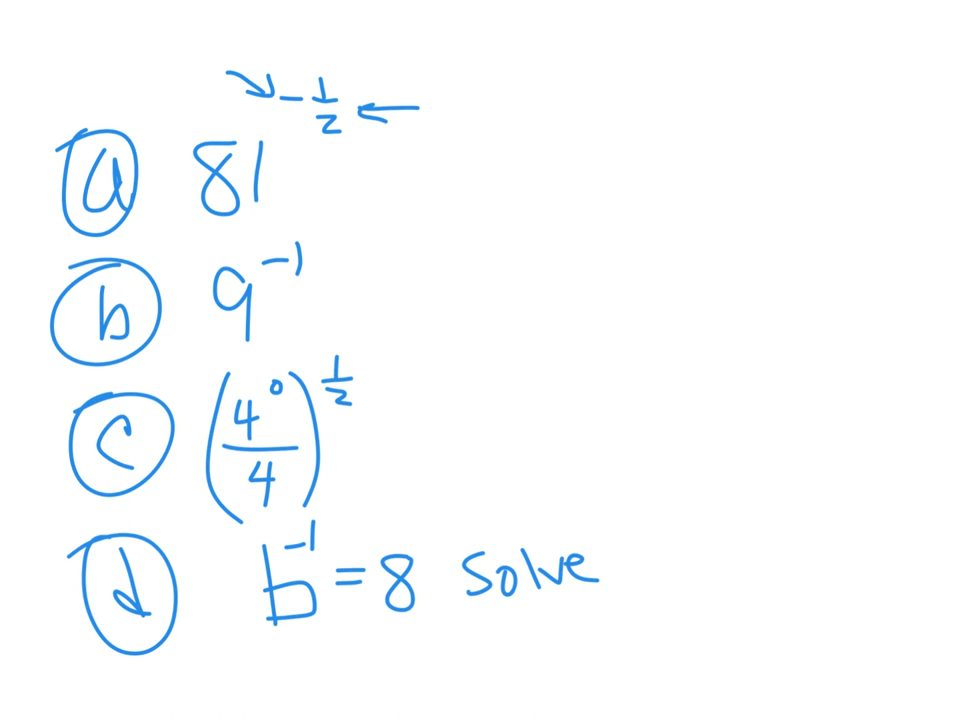 ⓐ 81^(-1/2)
ⓑ 9^(-1)
ⓒ (4^0/4)^(1/2)
ⓓ b^(-1) = 8 solve